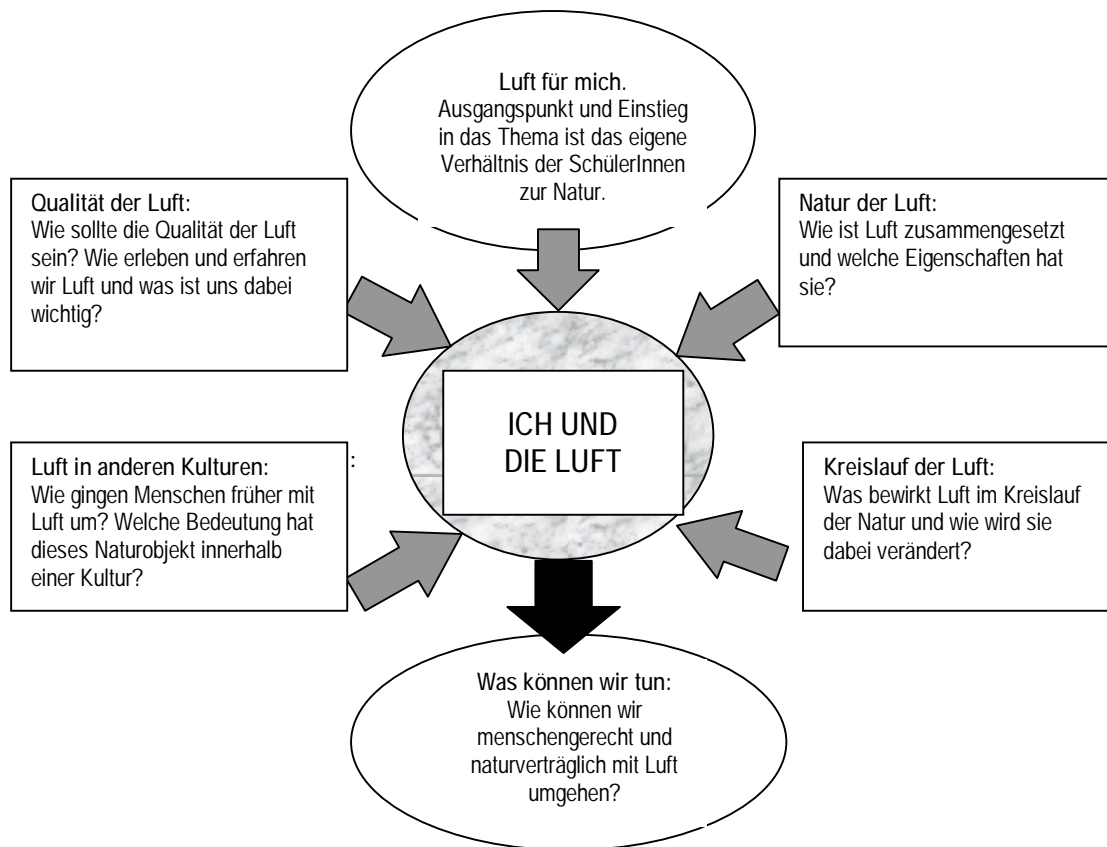 Luft für mich.
Ausgangspunkt und Einstieg
in das Thema ist das eigene
Verhältnis der SchülerInnen
zur Natur.
Qualität der Luft:
Wie sollte die Qualität der Luft
sein? Wie erleben und erfahren
wir Luft und was ist uns dabei
wichtig?
Natur der Luft:
Wie ist Luft zusammengesetzt
und welche Eigenschaften hat
sie?
ICH UND
DIE LUFT
Luft in anderen Kulturen:
:
Wie gingen Menschen früher mit
Luft um? Welche Bedeutung hat
dieses Naturobjekt innerhalb
einer Kultur?
Kreislauf der Luft:
Was bewirkt Luft im Kreislauf
der Natur und wie wird sie
dabei verändert?
Was können wir tun:
Wie können wir
menschengerecht und
naturverträglich mit Luft
umgehen?